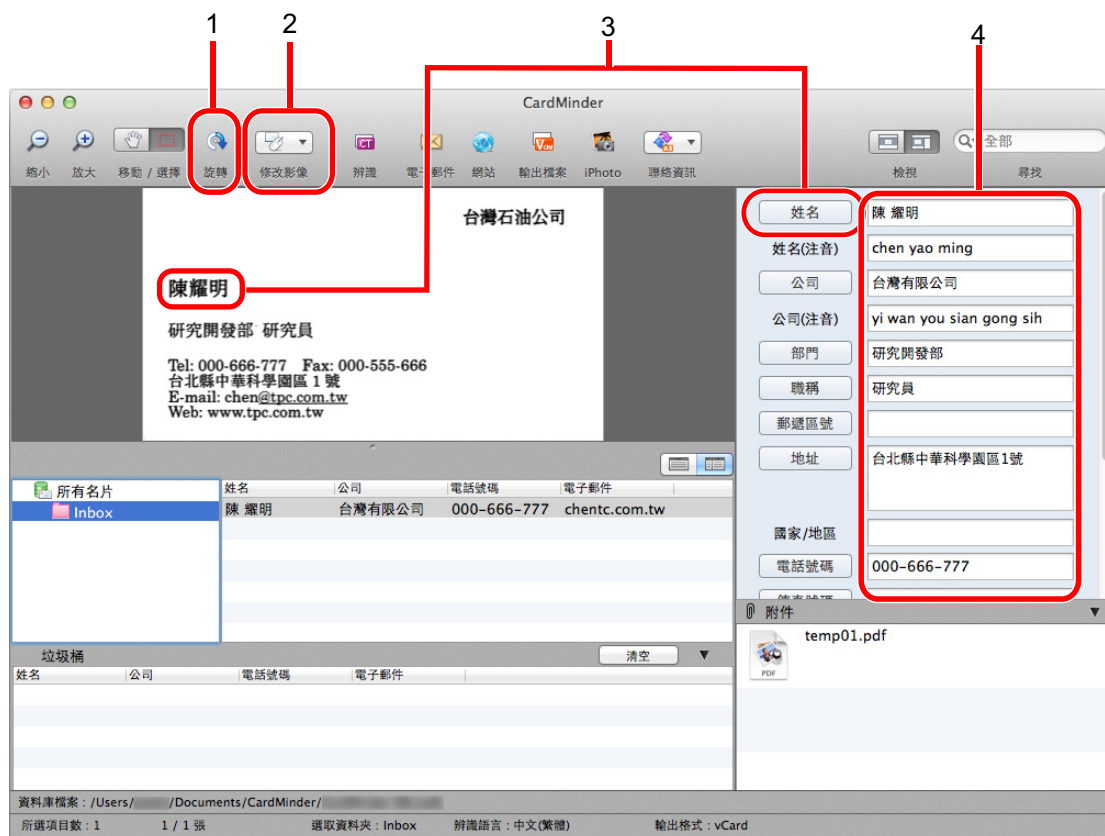 1 2 3 4
CardMinder
CT Vcard
全部
縮小 放大 移動 / 選擇 旋轉 修改影像 辨識 電子郵件 網站 輸出檔案 iPhoto 聯絡資訊 檢視 尋找
台灣石油公司
陳耀明
研究開發部 研究員
Tel: 000-666-777 Fax: 000-555-666
台北縣中華科學園區 1 號
E-mail: chen@tpc.com.tw
Web: www.tpc.com.tw
姓名 陳 耀明
姓名(注音) chen yao ming
公司 台灣有限公司
公司(注音) yi wan you sian gong sih
部門 研究開發部
職稱 研究員
郵遞區號
地址 台北縣中華科學園區1號
國家/地區
電話號碼 000-666-777
傳真號碼
所有名片
Inbox
姓名 公司 電話號碼 電子郵件
陳 耀明 台灣有限公司 000-666-777 chentc.com.tw
附件
temp01.pdf
PDF
垃圾桶 清空
姓名 公司 電話號碼 電子郵件
資料庫檔案 : /Users/ /Documents/CardMinder/
所選項目數 : 1 1 / 1 張 選取資料夾 : Inbox 辨識語言 : 中文(繁體) 輸出格式 : vCard